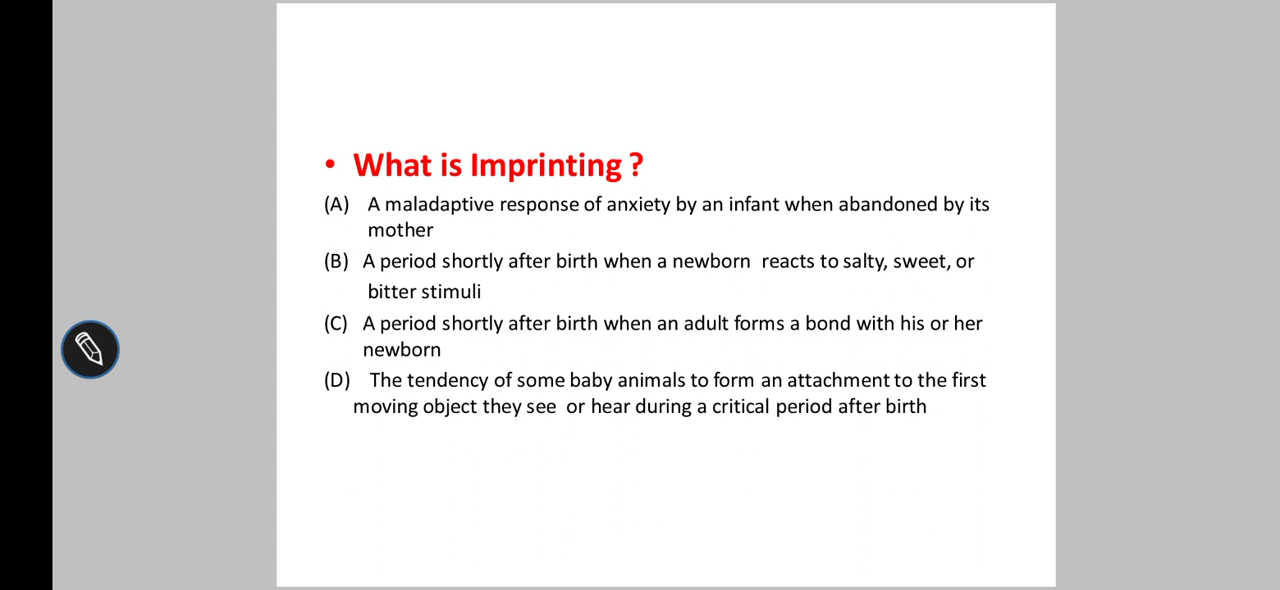 • What is Imprinting ?
(A) A maladaptive response of anxiety by an infant when abandoned by its
mother
(B) A period shortly after birth when a newborn reacts to salty, sweet, or
bitter stimuli
(C) A period shortly after birth when an adult forms a bond with his or her
newborn
(D) The tendency of some baby animals to form an attachment to the first
moving object they see or hear during a critical period after birth